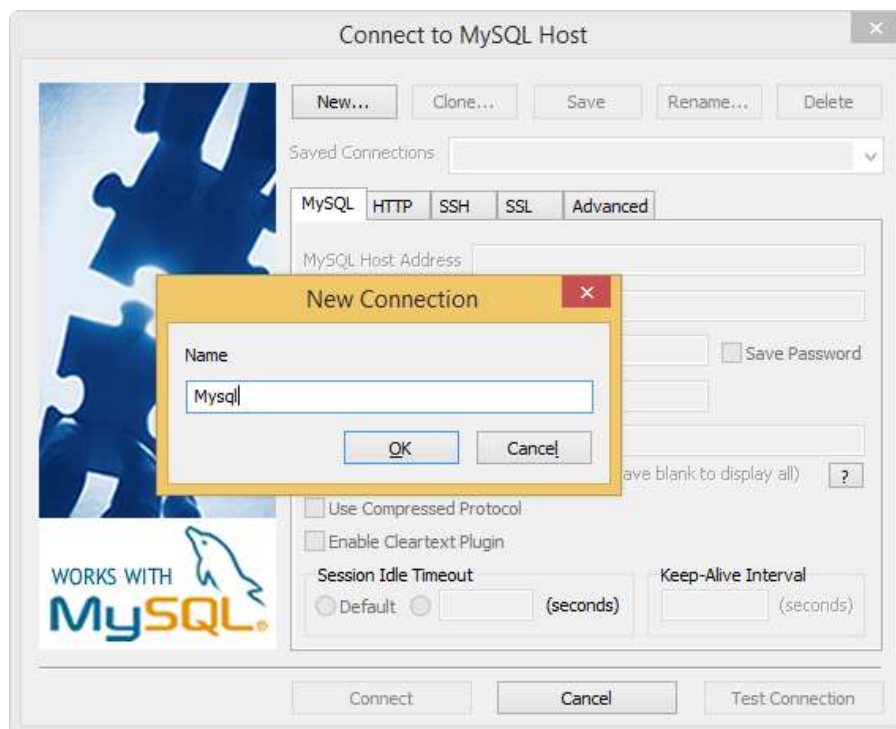 Connect to MySQL Host
New... Clone... Save Rename... Delete
Saved Connections
MySQL HTTP SSH SSL Advanced
MySQL Host Address
New Connection
Name
Save Password
Mysql
OK Cancel
ave blank to display all) ?
Use Compressed Protocol
Enable Cleartext Plugin
WORKS WITH
MySQL®
Session Idle Timeout Keep-Alive Interval
Default (seconds) (seconds)
Connect Cancel Test Connection